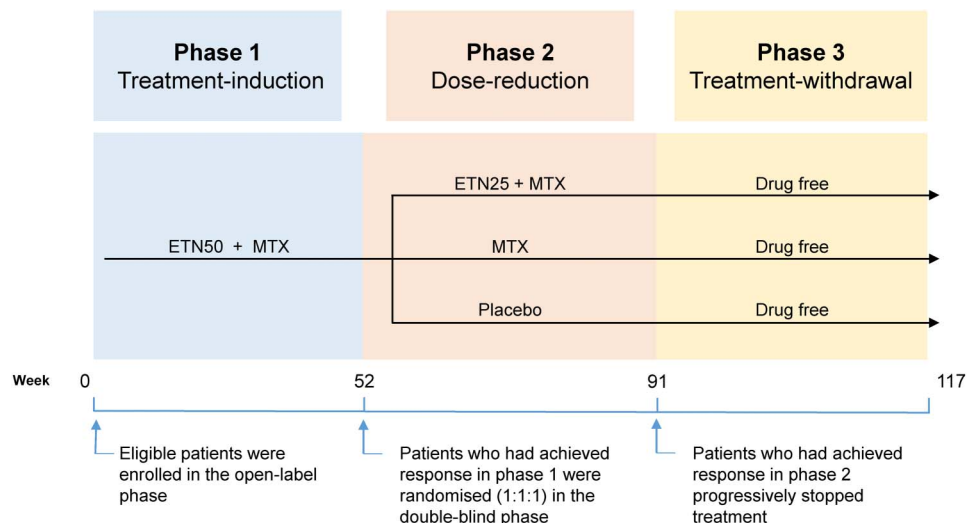 Phase 1
Treatment-induction
Phase 2
Dose-reduction
Phase 3
Treatment-withdrawal
ETN25 + MTX
Drug free
ETN50 + MTX
MTX
Drug free
Placebo
Drug free
Week 0 52 91 117
Eligible patients were
enrolled in the open-label
phase
Patients who had achieved
response in phase 1 were
randomised (1:1:1) in the
double-blind phase
Patients who had achieved
response in phase 2
progressively stopped
treatment